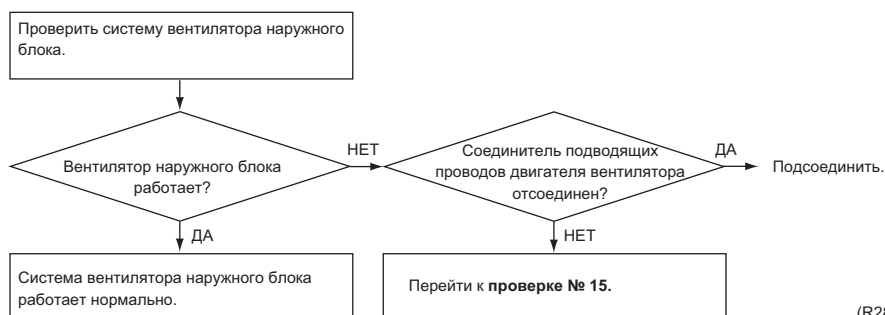 Проверить систему вентилятора наружного
блока.
Вентилятор наружного блока
работает?
НЕТ
Соединитель подводящих
проводов двигателя вентилятора
отсоединен?
ДА
Подсоединить.
ДА
НЕТ
Система вентилятора наружного блока
работает нормально.
Перейти к проверке № 15.
(R28